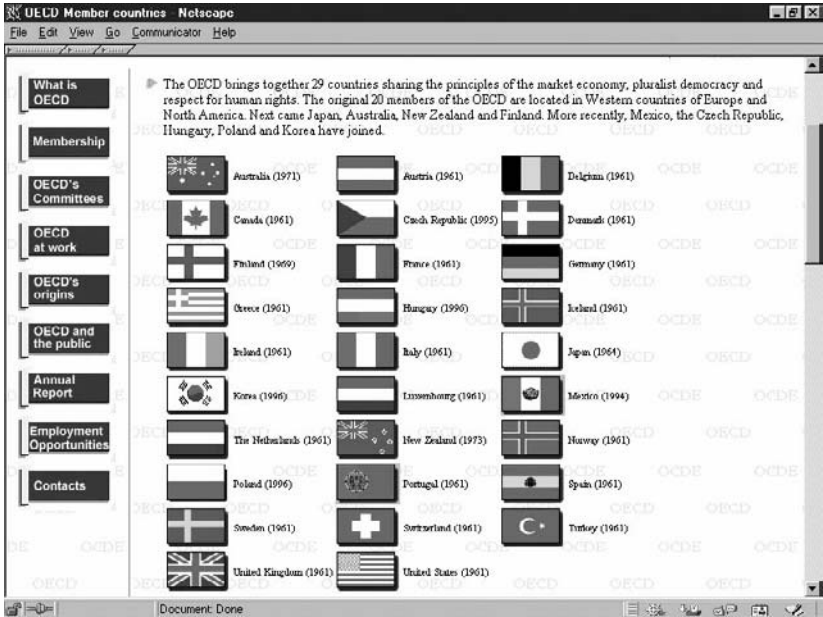 OECD Member countries - Netscape
File Edit View Go Communicator Help
What is
OECD
Membership
OECD's
Committees
OECD
at work
OECD's
origins
OECD and
the public
Annual
Report
Employment
Opportunities
Contacts
The OECD brings together 29 countries sharing the principles of the market economy, pluralist democracy and
respect for human rights. The original 20 members of the OECD are located in Western countries of Europe and
North America. Next came Japan, Australia, New Zealand and Finland. More recently, Mexico, the Czech Republic,
Hungary, Poland and Korea have joined.
Australia (1971) Austria (1961) Belgium (1961)
Canada (1961) Czech Republic (1995) Denmark (1961)
Finland (1969) France (1961) Germany (1961)
Greece (1961) Hungary (1996) Iceland (1961)
Ireland (1961) Italy (1961) Japan (1964)
Korea (1996) Luxembourg (1961) Mexico (1994)
The Netherlands (1961) New Zealand (1973) Norway (1961)
Poland (1996) Portugal (1961) Spain (1961)
Sweden (1961) Switzerland (1961) Turkey (1961)
United Kingdom (1961) United States (1961)
Document: Done